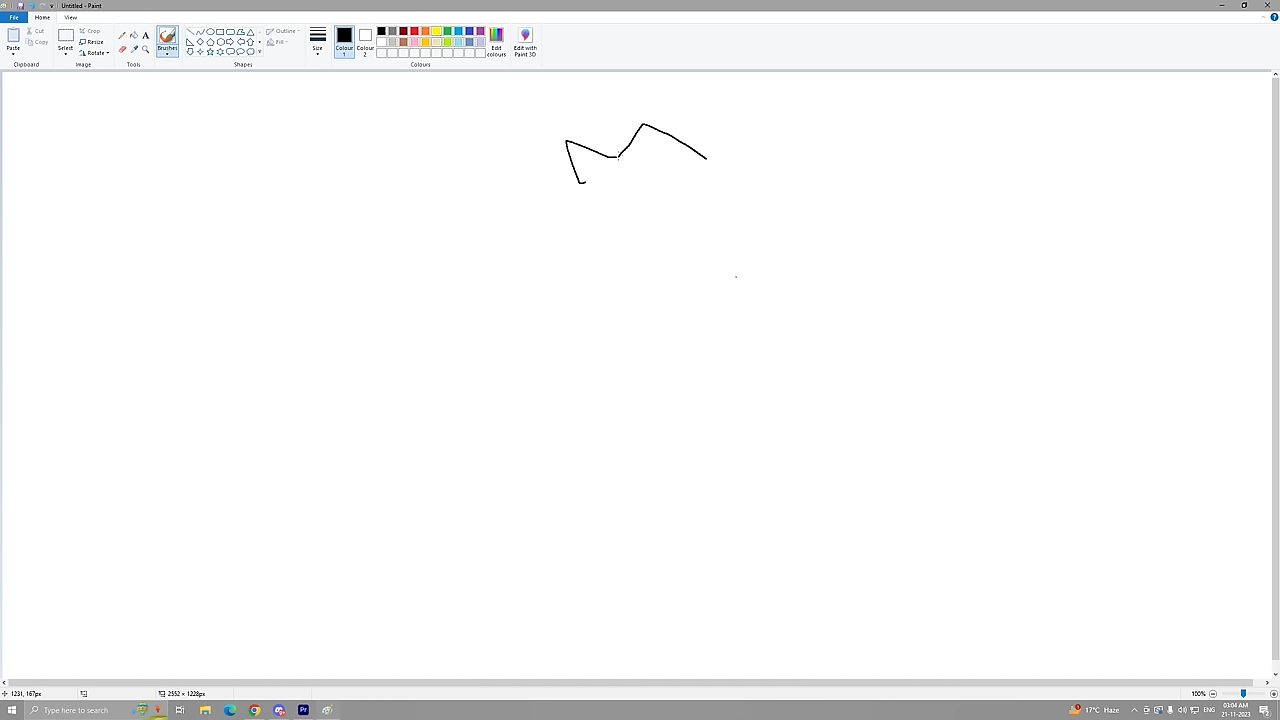 Untitled - Paint
File Home View
Paste
Cut
Copy
Clipboard
Select
Crop
Resize
Rotate
Image
A
Tools
Brushes
Outline
Fill
Shapes
Size
Colour 1
Colour 2
Edit colours
Colours
Edit with Paint 3D
1231, 167px
2552 × 1228px
100%
Type here to search
Pr
17°C Haze
ENG
03:04 AM
21-11-2023